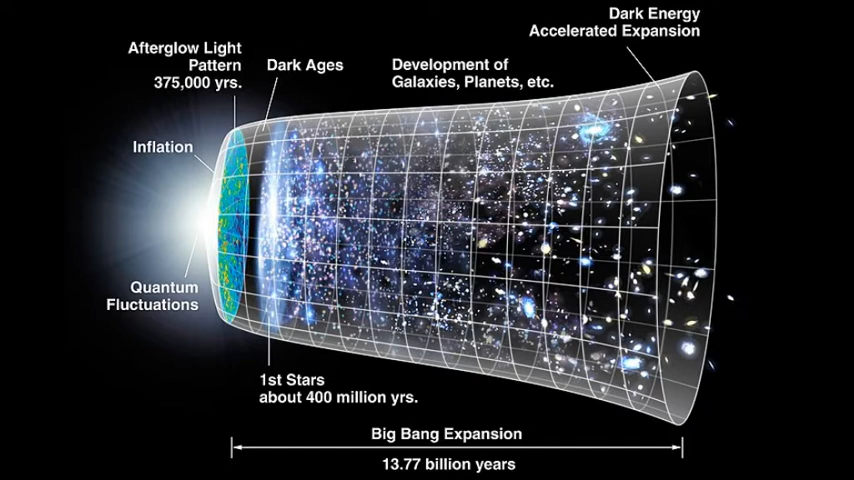 Dark Energy
Accelerated Expansion
Afterglow Light
Pattern
375,000 yrs.
Dark Ages
Development of
Galaxies, Planets, etc.
Inflation
Quantum
Fluctuations
1st Stars
about 400 million yrs.
Big Bang Expansion
13.77 billion years